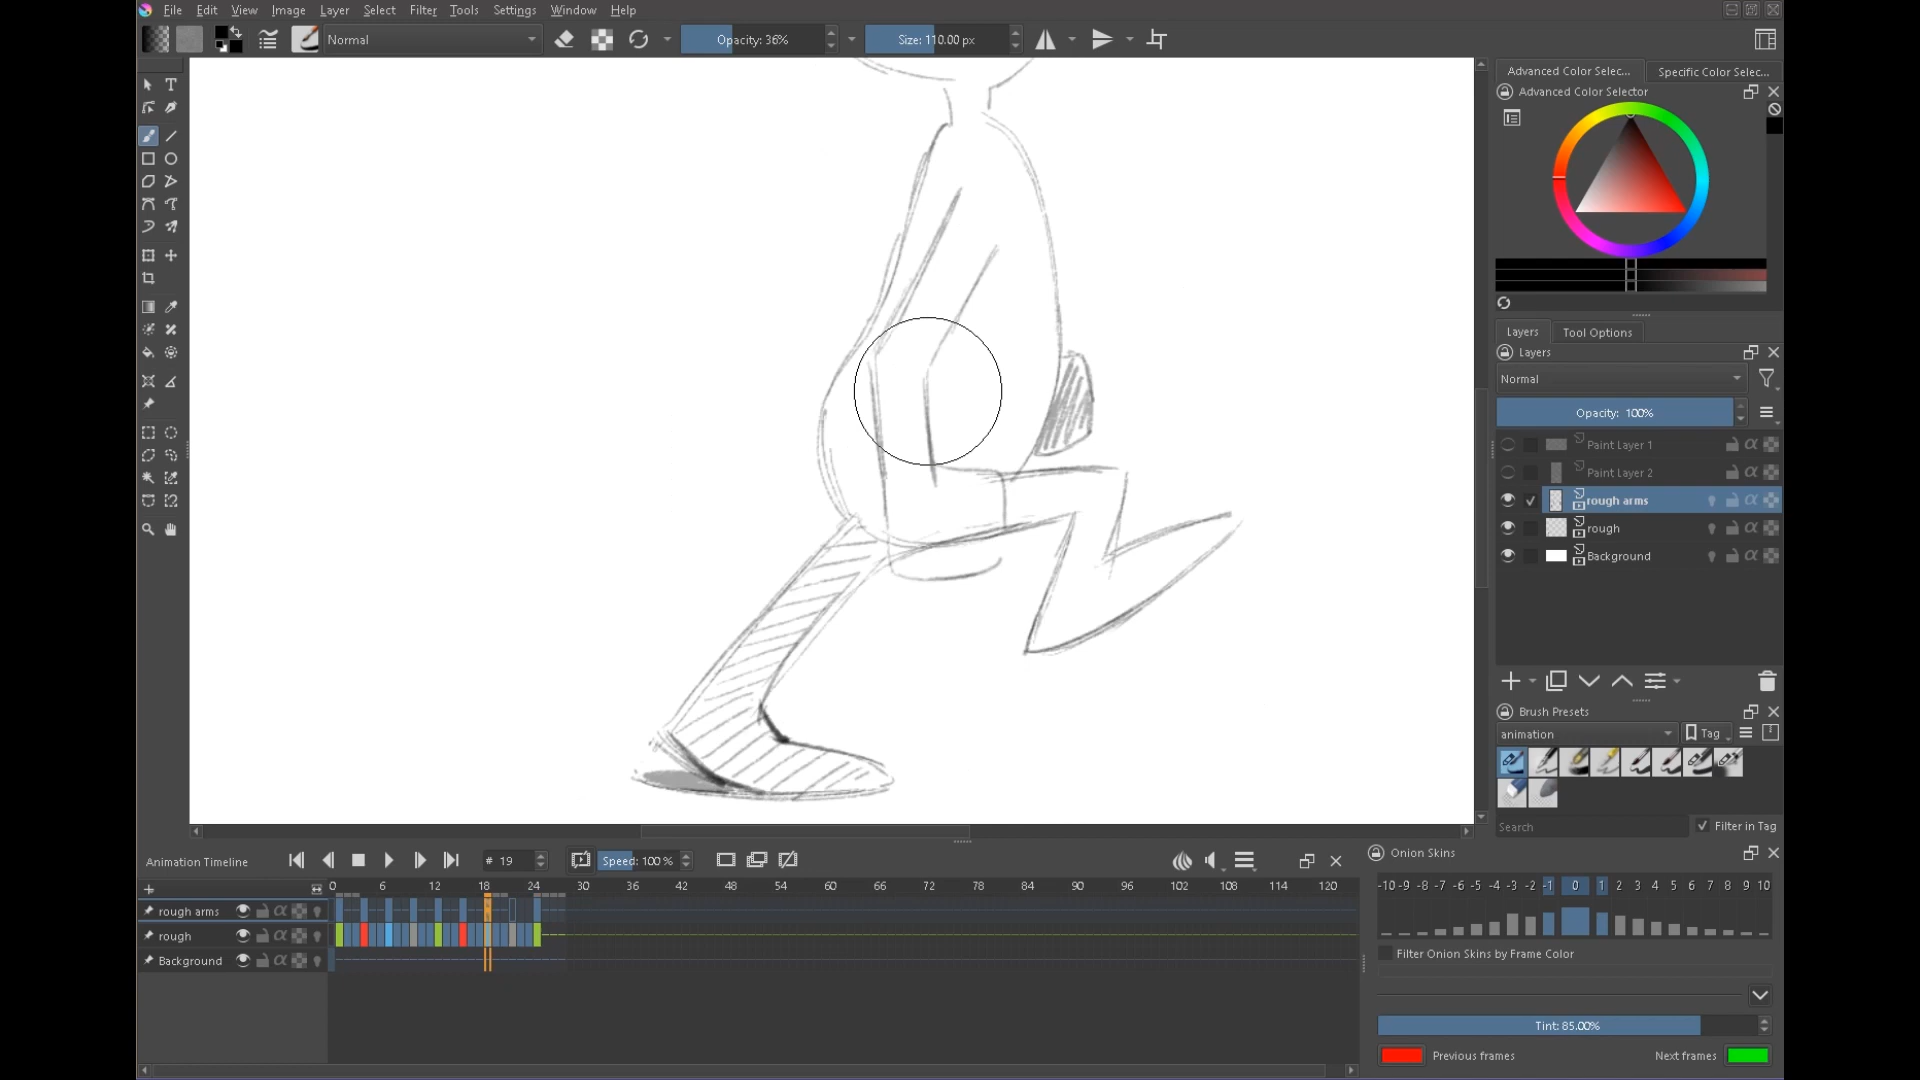 File Edit View Image Layer Select Filter Tools Settings Window Help
Normal Opacity: 36% Size: 110.00 px
Advanced Color Selec... Specific Color Selec...
Advanced Color Selector
Layers Tool Options
Layers
Normal
Opacity: 100%
Paint Layer 1
Paint Layer 2
rough arms
rough
Background
Brush Presets
animation Tag
Search Filter in Tag
Animation Timeline # 19 Speed: 100 %
0 6 12 18 24 30 36 42 48 54 60 66 72 78 84 90 96 102 108 114 120
rough arms
rough
Background
Onion Skins
-10 -9 -8 -7 -6 -5 -4 -3 -2 -1 0 1 2 3 4 5 6 7 8 9 10
Filter Onion Skins by Frame Color
Tint: 85.00%
Previous frames Next frames